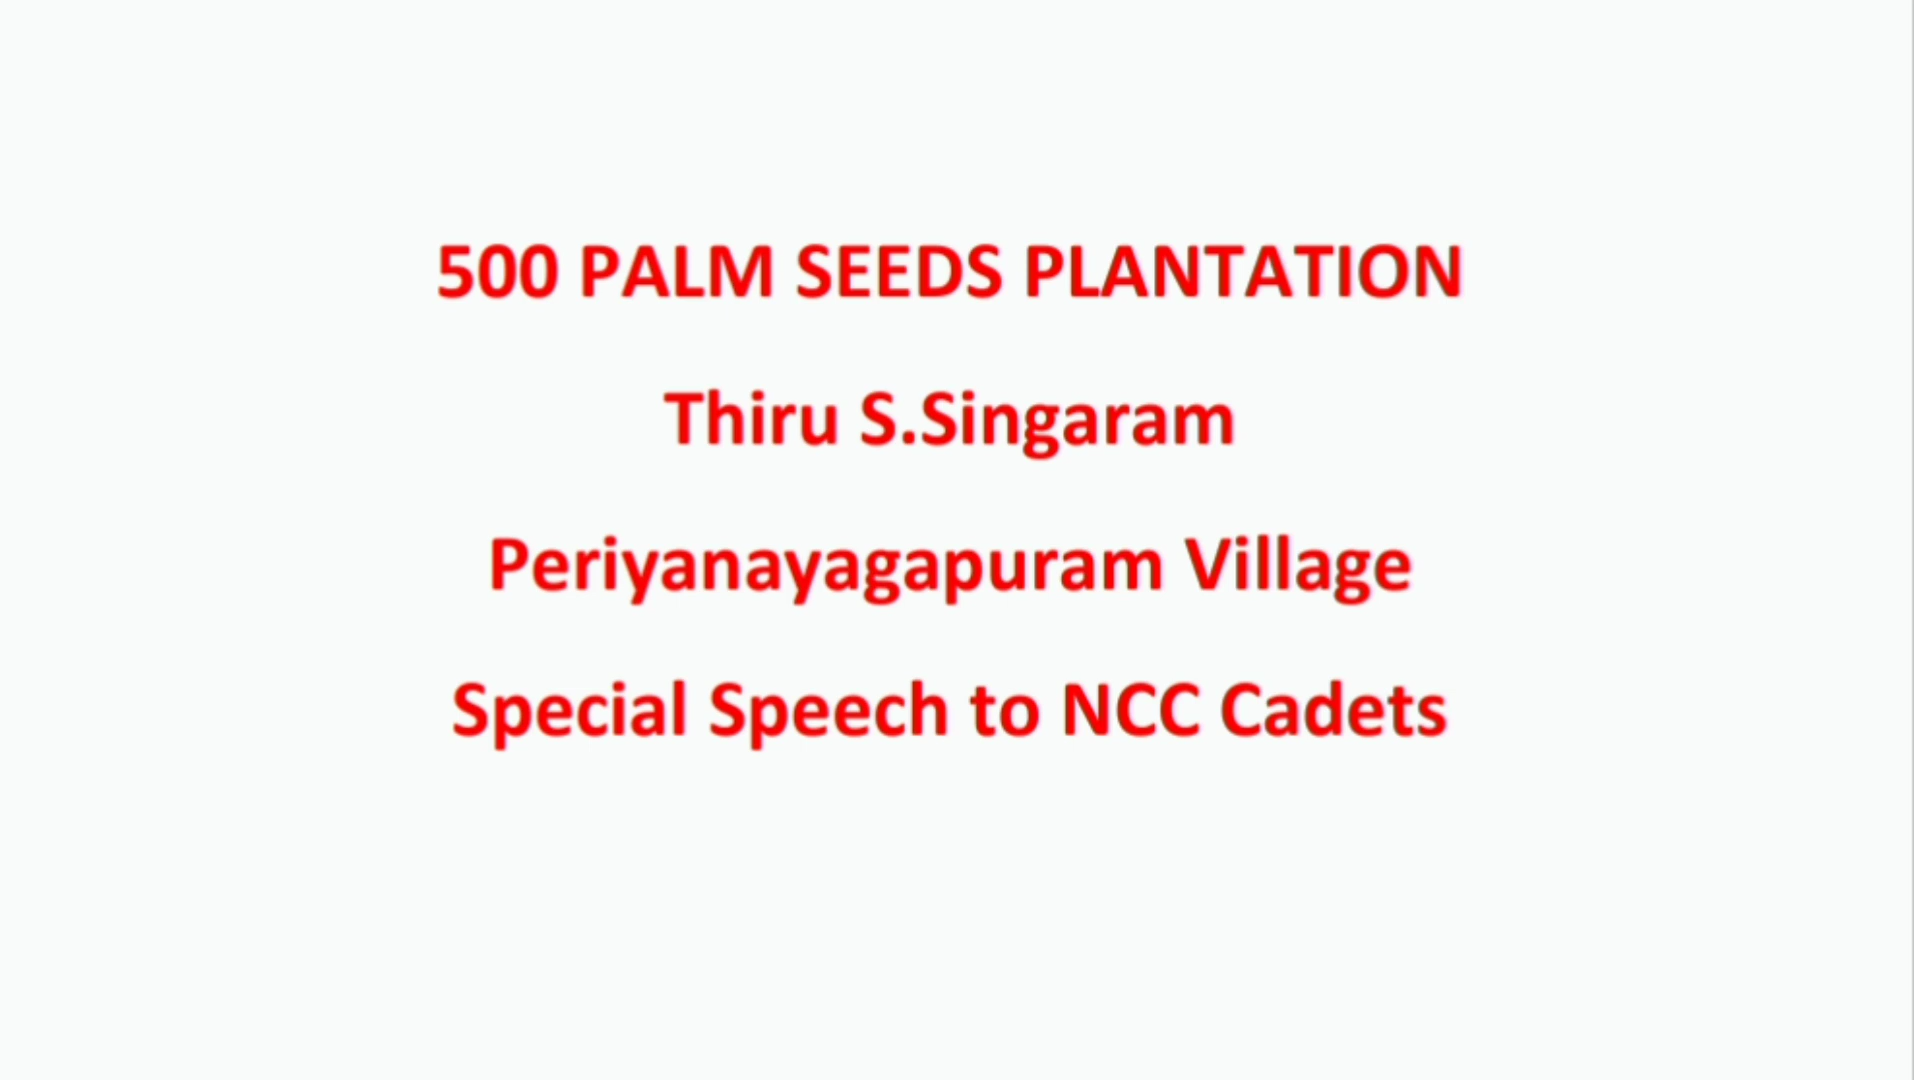 500 PALM SEEDS PLANTATION
Thiru S.Singaram
Periyanayagapuram Village
Special Speech to NCC Cadets